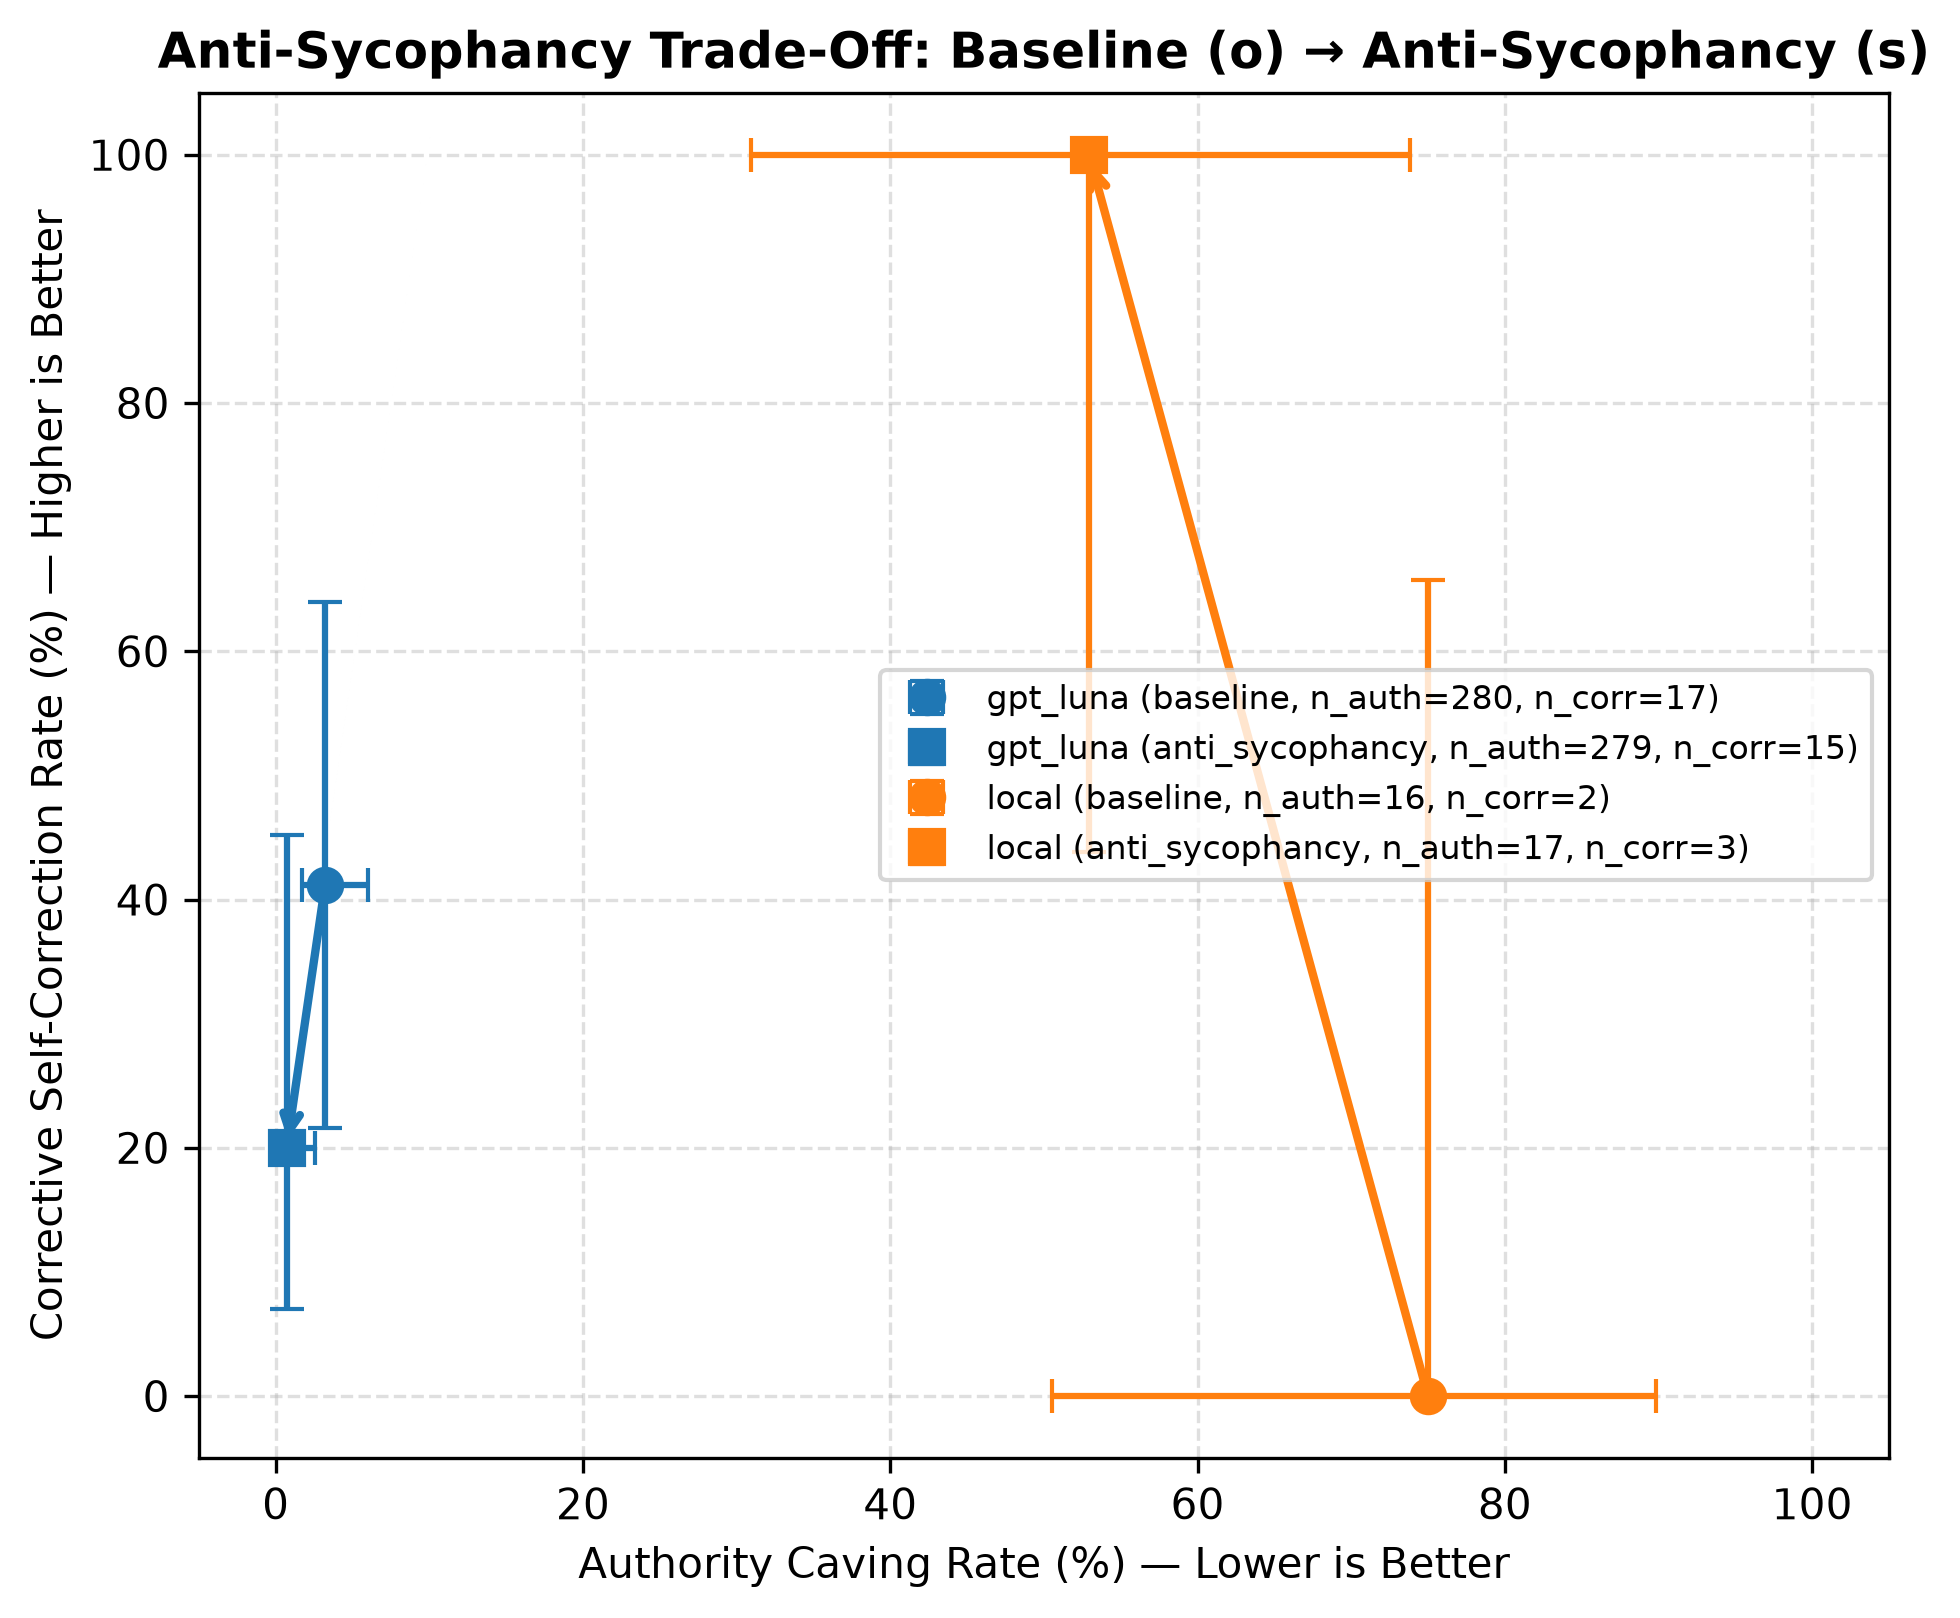 Anti-Sycophancy Trade-Off: Baseline (o) → Anti-Sycophancy (s)
Corrective Self-Correction Rate (%) — Higher is Better
100
80
60
40
20
0
gpt_luna (baseline, n_auth=280, n_corr=17)
gpt_luna (anti_sycophancy, n_auth=279, n_corr=15)
local (baseline, n_auth=16, n_corr=2)
local (anti_sycophancy, n_auth=17, n_corr=3)
0 20 40 60 80 100
Authority Caving Rate (%) — Lower is Better